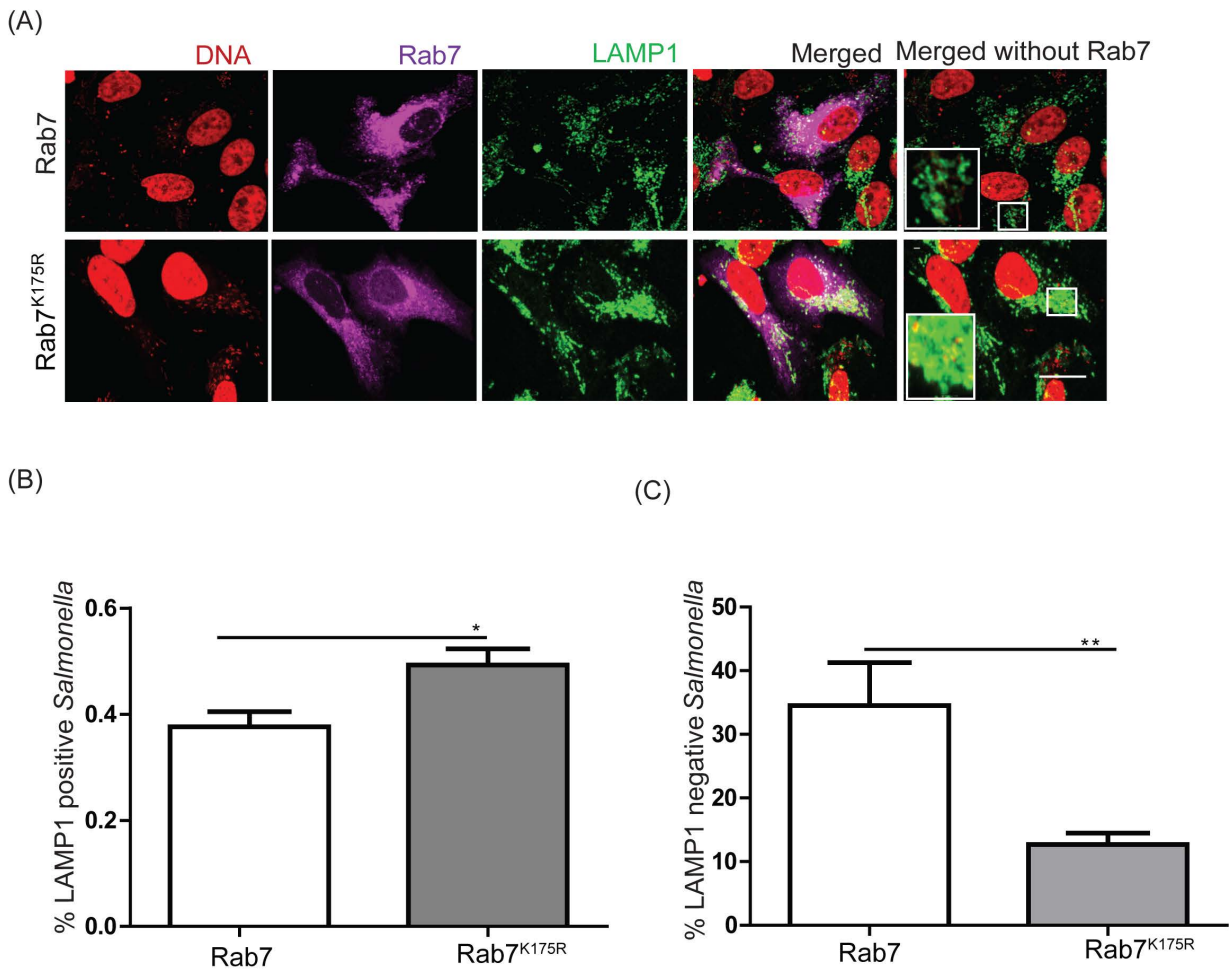 (A)
DNA Rab7 LAMP1 Merged Merged without Rab7
Rab7
Rab7K175R
(B)
(C)
% LAMP1 positive Salmonella
0.6
0.4
0.2
0.0
*
Rab7 Rab7K175R
% LAMP1 negative Salmonella
50
40
30
20
10
0
**
Rab7 Rab7K175R